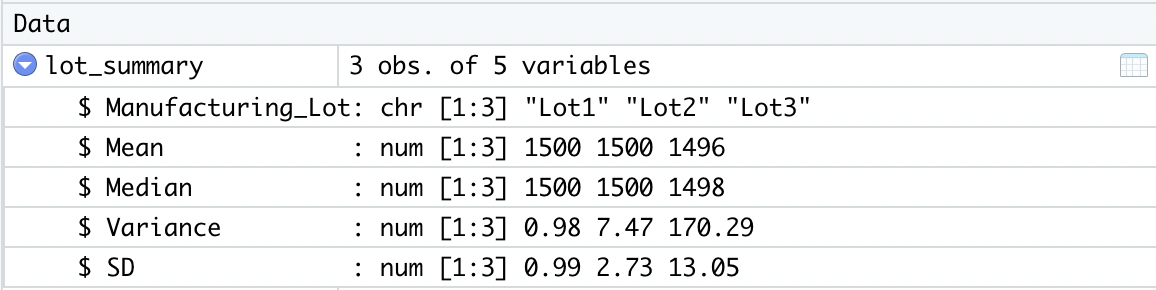 Data
lot_summary 3 obs. of 5 variables
$ Manufacturing_Lot: chr [1:3] "Lot1" "Lot2" "Lot3"
$ Mean : num [1:3] 1500 1500 1496
$ Median : num [1:3] 1500 1500 1498
$ Variance : num [1:3] 0.98 7.47 170.29
$ SD : num [1:3] 0.99 2.73 13.05